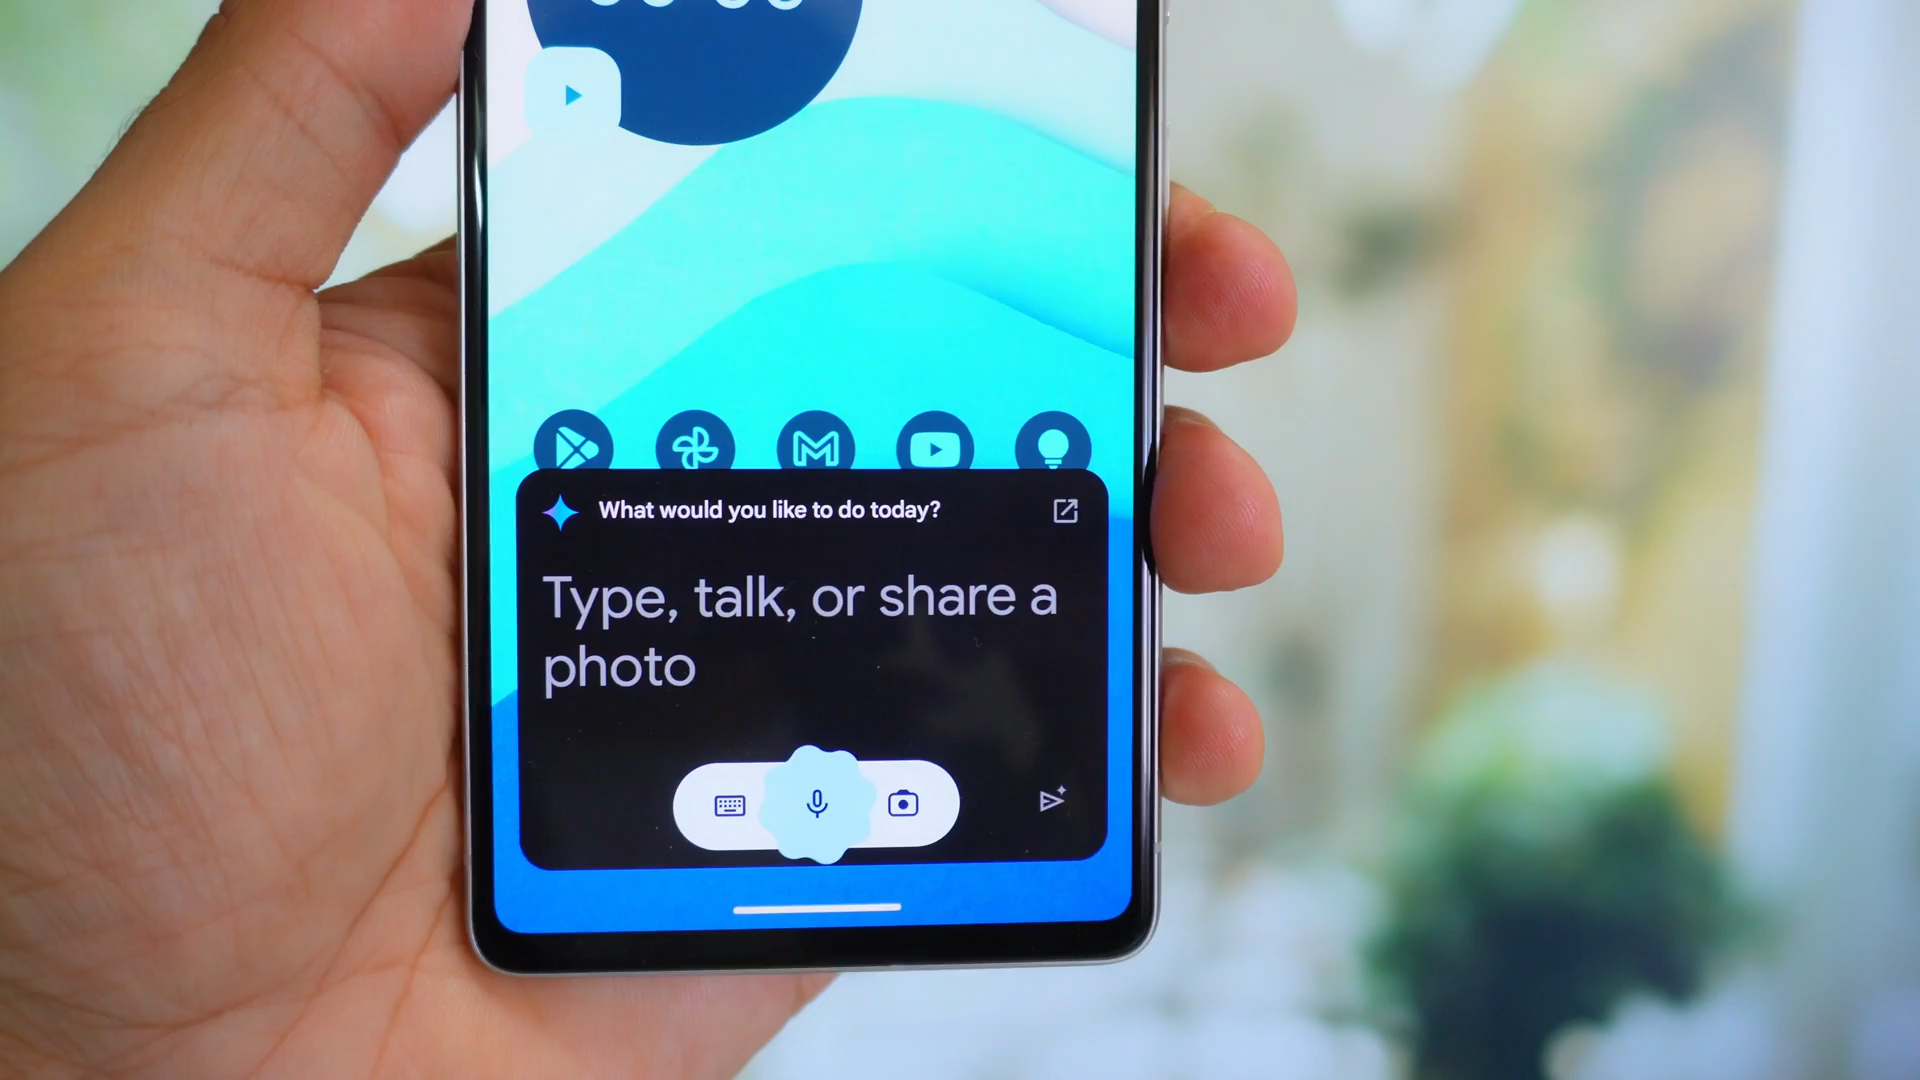 What would you like to do today?
Type, talk, or share a
photo